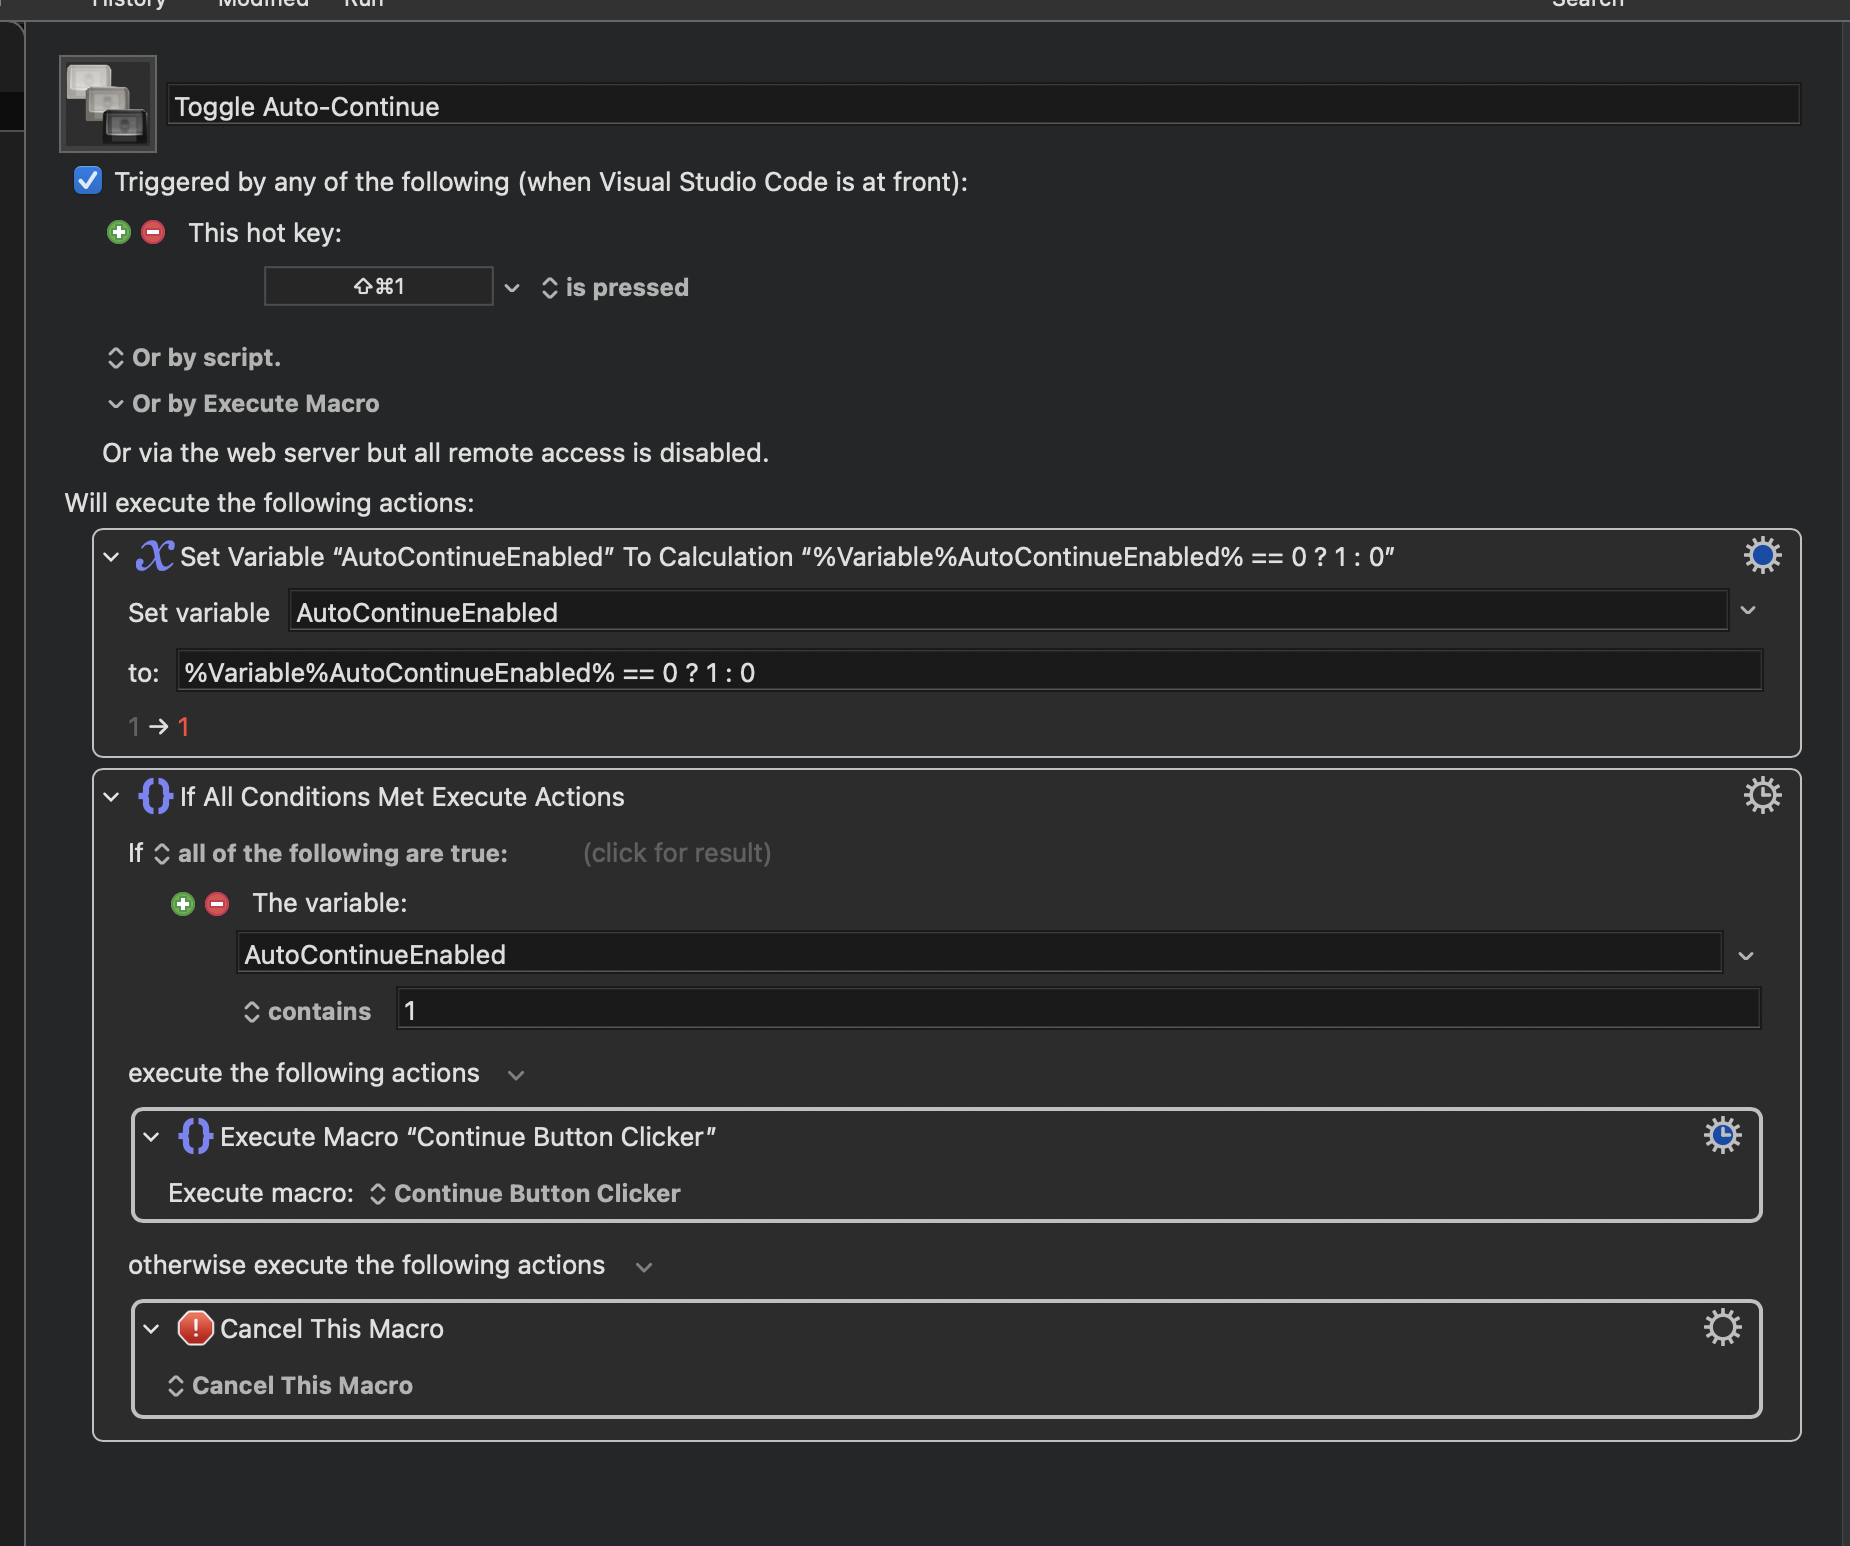 History Modified Run Search
Toggle Auto-Continue
Triggered by any of the following (when Visual Studio Code is at front):
This hot key:
⇧⌘1 is pressed
Or by script.
Or by Execute Macro
Or via the web server but all remote access is disabled.
Will execute the following actions:
Set Variable “AutoContinueEnabled” To Calculation “%Variable%AutoContinueEnabled% == 0 ? 1 : 0”
Set variable AutoContinueEnabled
to: %Variable%AutoContinueEnabled% == 0 ? 1 : 0
1 → 1
If All Conditions Met Execute Actions
If all of the following are true: (click for result)
The variable:
AutoContinueEnabled
contains 1
execute the following actions
Execute Macro “Continue Button Clicker”
Execute macro: Continue Button Clicker
otherwise execute the following actions
Cancel This Macro
Cancel This Macro